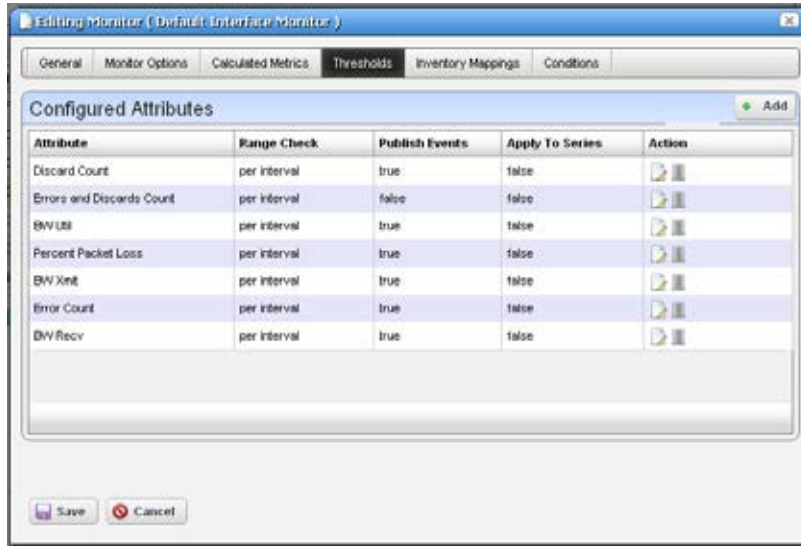 Editing Monitor ( Default Interface Monitor )
General Monitor Options Calculated Metrics Thresholds Inventory Mappings Conditions
Configured Attributes Add
Attribute Range Check Publish Events Apply To Series Action
Discard Count per interval true false
Errors and Discards Count per interval false false
BW Util per interval true false
Percent Packet Loss per interval true false
BW Xmit per interval true false
Error Count per interval true false
BW Recv per interval true false
Save Cancel